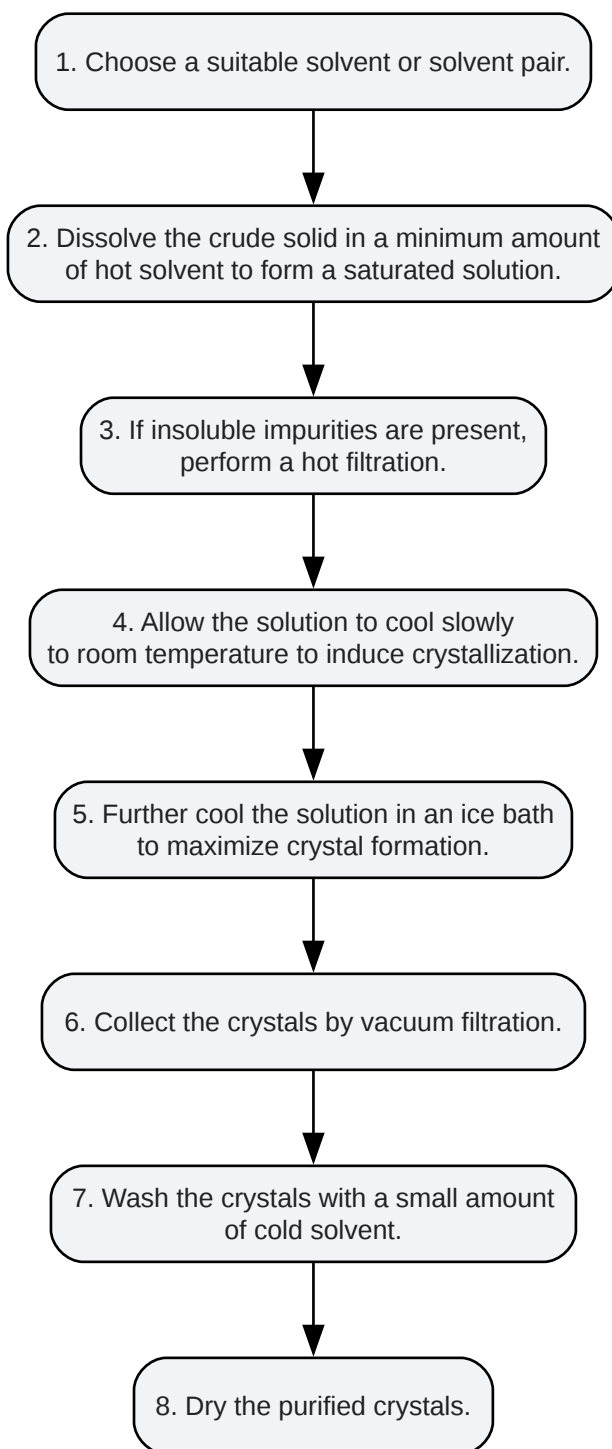 1. Choose a suitable solvent or solvent pair.
2. Dissolve the crude solid in a minimum amount
of hot solvent to form a saturated solution.
3. If insoluble impurities are present,
perform a hot filtration.
4. Allow the solution to cool slowly
to room temperature to induce crystallization.
5. Further cool the solution in an ice bath
to maximize crystal formation.
6. Collect the crystals by vacuum filtration.
7. Wash the crystals with a small amount
of cold solvent.
8. Dry the purified crystals.